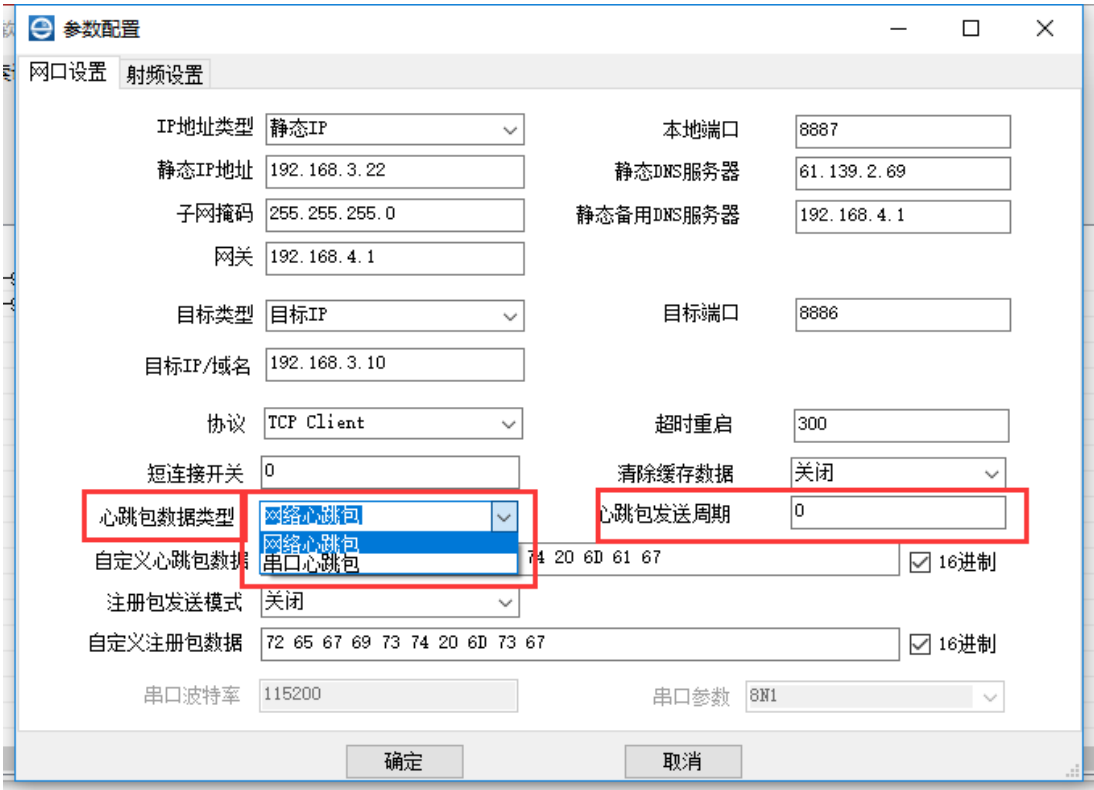 参数配置
网口设置 射频设置
IP地址类型 静态IP 本地端口 8887
静态IP地址 192.168.3.22 静态DNS服务器 61.139.2.69
子网掩码 255.255.255.0 静态备用DNS服务器 192.168.4.1
网关 192.168.4.1
目标类型 目标IP 目标端口 8886
目标IP/域名 192.168.3.10
协议 TCP Client 超时重启 300
短连接开关 0 清除缓存数据 关闭
心跳包数据类型 网络心跳包 心跳包发送周期 0
网络心跳包
自定义心跳包数据 串口心跳包 74 20 6D 61 67 16进制
注册包发送模式 关闭
自定义注册包数据 72 65 67 69 73 74 20 6D 73 67 16进制
串口波特率 115200 串口参数 8N1
确定 取消